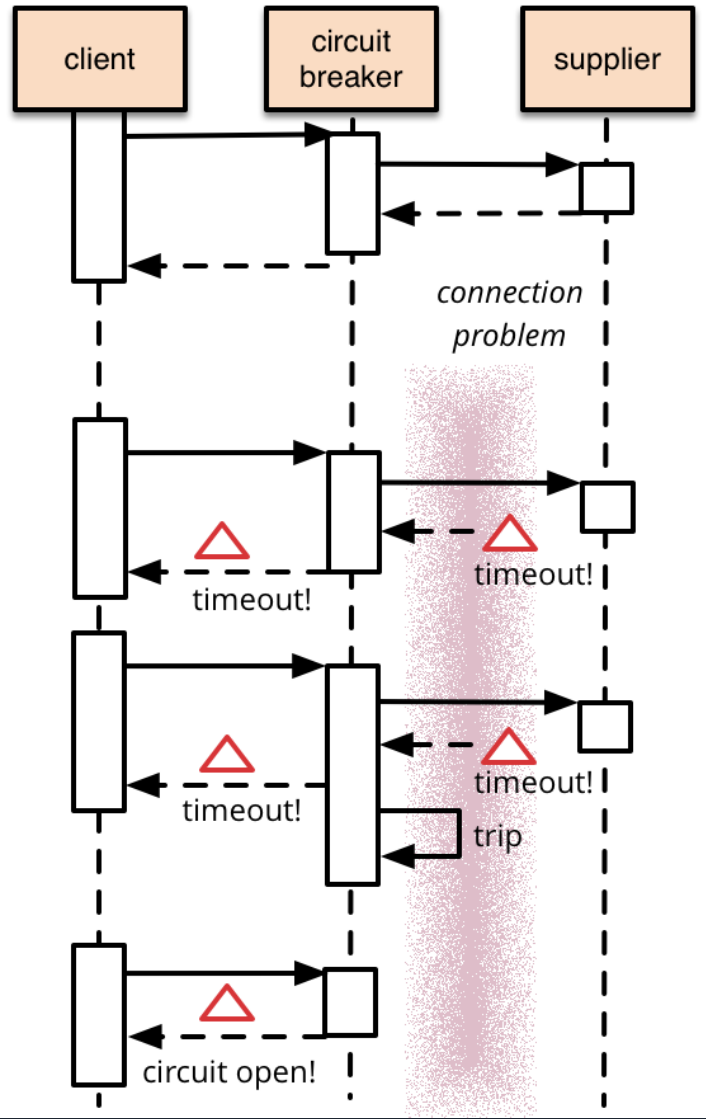 client
circuit
breaker
supplier
connection
problem
timeout!
timeout!
timeout!
timeout!
trip
circuit open!